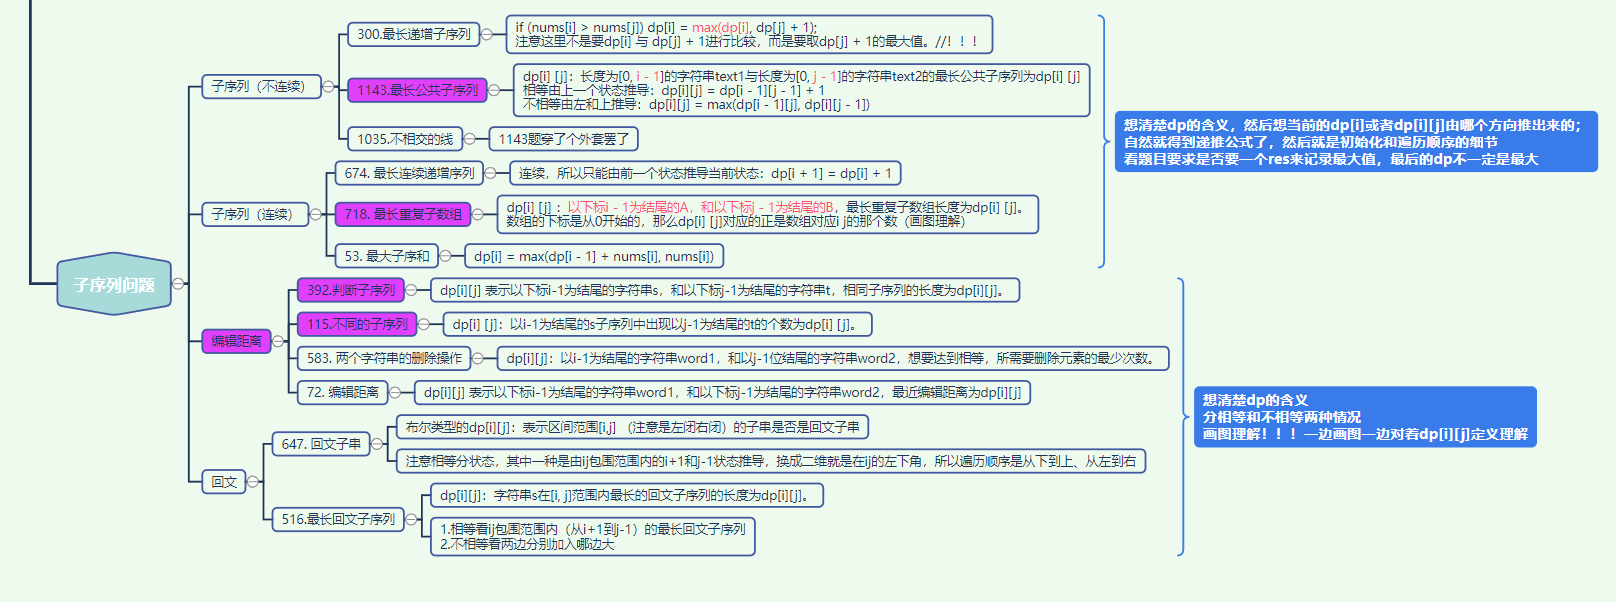 子序列问题
子序列（不连续）
300.最长递增子序列
if (nums[i] > nums[j]) dp[i] = max(dp[i], dp[j] + 1);
注意这里不是要dp[i] 与 dp[j] + 1进行比较，而是要取dp[j] + 1的最大值。//！！！
1143.最长公共子序列
dp[i] [j]：长度为[0, i - 1]的字符串text1与长度为[0, j - 1]的字符串text2的最长公共子序列为dp[i] [j]
相等由上一个状态推导：dp[i][j] = dp[i - 1][j - 1] + 1
不相等由左和上推导：dp[i][j] = max(dp[i - 1][j], dp[i][j - 1])
1035.不相交的线
1143题穿了个外套罢了
子序列（连续）
674. 最长连续递增序列
连续，所以只能由前一个状态推导当前状态：dp[i + 1] = dp[i] + 1
718. 最长重复子数组
dp[i] [j] ：以下标i - 1为结尾的A，和以下标j - 1为结尾的B，最长重复子数组长度为dp[i] [j]。
数组的下标是从0开始的，那么dp[i] [j]对应的正是数组对应i j的那个数（画图理解）
53. 最大子序和
dp[i] = max(dp[i - 1] + nums[i], nums[i])
想清楚dp的含义，然后想当前的dp[i]或者dp[i][j]由哪个方向推出来的；
自然就得到递推公式了，然后就是初始化和遍历顺序的细节
看题目要求是否要一个res来记录最大值，最后的dp不一定是最大
编辑距离
392.判断子序列
dp[i][j] 表示以下标i-1为结尾的字符串s，和以下标j-1为结尾的字符串t，相同子序列的长度为dp[i][j]。
115.不同的子序列
dp[i] [j]：以i-1为结尾的s子序列中出现以j-1为结尾的t的个数为dp[i] [j]。
583. 两个字符串的删除操作
dp[i][j]：以i-1为结尾的字符串word1，和以j-1位结尾的字符串word2，想要达到相等，所需要删除元素的最少次数。
72. 编辑距离
dp[i][j] 表示以下标i-1为结尾的字符串word1，和以下标j-1为结尾的字符串word2，最近编辑距离为dp[i][j]
回文
647. 回文子串
布尔类型的dp[i][j]：表示区间范围[i,j] （注意是左闭右闭）的子串是否是回文子串
注意相等分状态，其中一种是由ij包围范围内的i+1和j-1状态推导，换成二维就是在ij的左下角，所以遍历顺序是从下到上、从左到右
516.最长回文子序列
dp[i][j]：字符串s在[i, j]范围内最长的回文子序列的长度为dp[i][j]。
1.相等看ij包围范围内（从i+1到j-1）的最长回文子序列
2.不相等看两边分别加入哪边大
想清楚dp的含义
分相等和不相等两种情况
画图理解！！！一边画图一边对着dp[i][j]定义理解